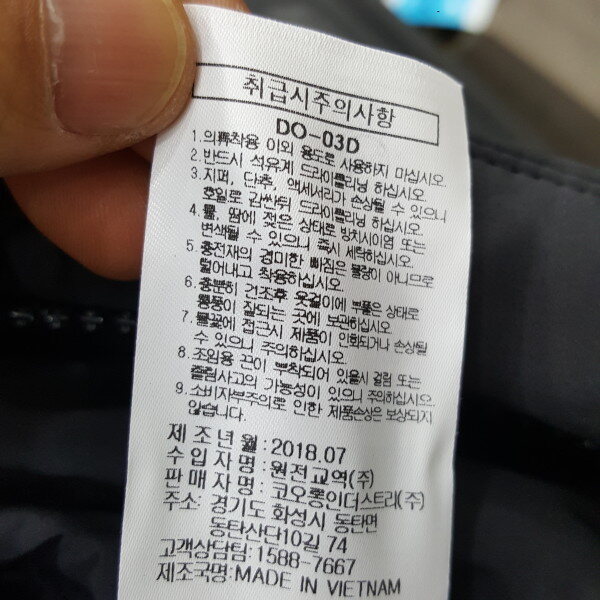 취급시주의사항
DO-03D
1. 의류착용 이외 용도로 사용하지 마십시오.
2. 반드시 석유계 드라이클리닝 하십시오.
3. 지퍼, 단추, 액세서리가 손상될 수 있으니
호일로 감싼뒤 드라이클리닝 하십시오.
4. 물, 땀에 젖은 상태로 방치시이염 또는
변색될 수 있으니 즉시 세탁하십시오.
5. 충전재의 경미한 빠짐은 불량이 아니므로
털어내고 착용하십시오.
6. 충분히 건조후 옷걸이에 부풀은 상태로
통풍이 잘되는 곳에 보관하십시오.
7. 불꽃에 접근시 제품이 인화되거나 손상될
수 있으니 주의하십시오.
8. 조임용 끈이 부착되어 있을시 걸림 또는
졸림사고의 가능성이 있으니 주의하십시오.
9. 소비자부주의로 인한 제품손상은 보상되지
않습니다.
제조년월:2018.07
수입자명:원전교역(주)
판매자명:코오롱인더스트리(주)
주소: 경기도 화성시 동탄면
동탄산단10길 74
고객상담팀:1588-7667
제조국명:MADE IN VIETNAM